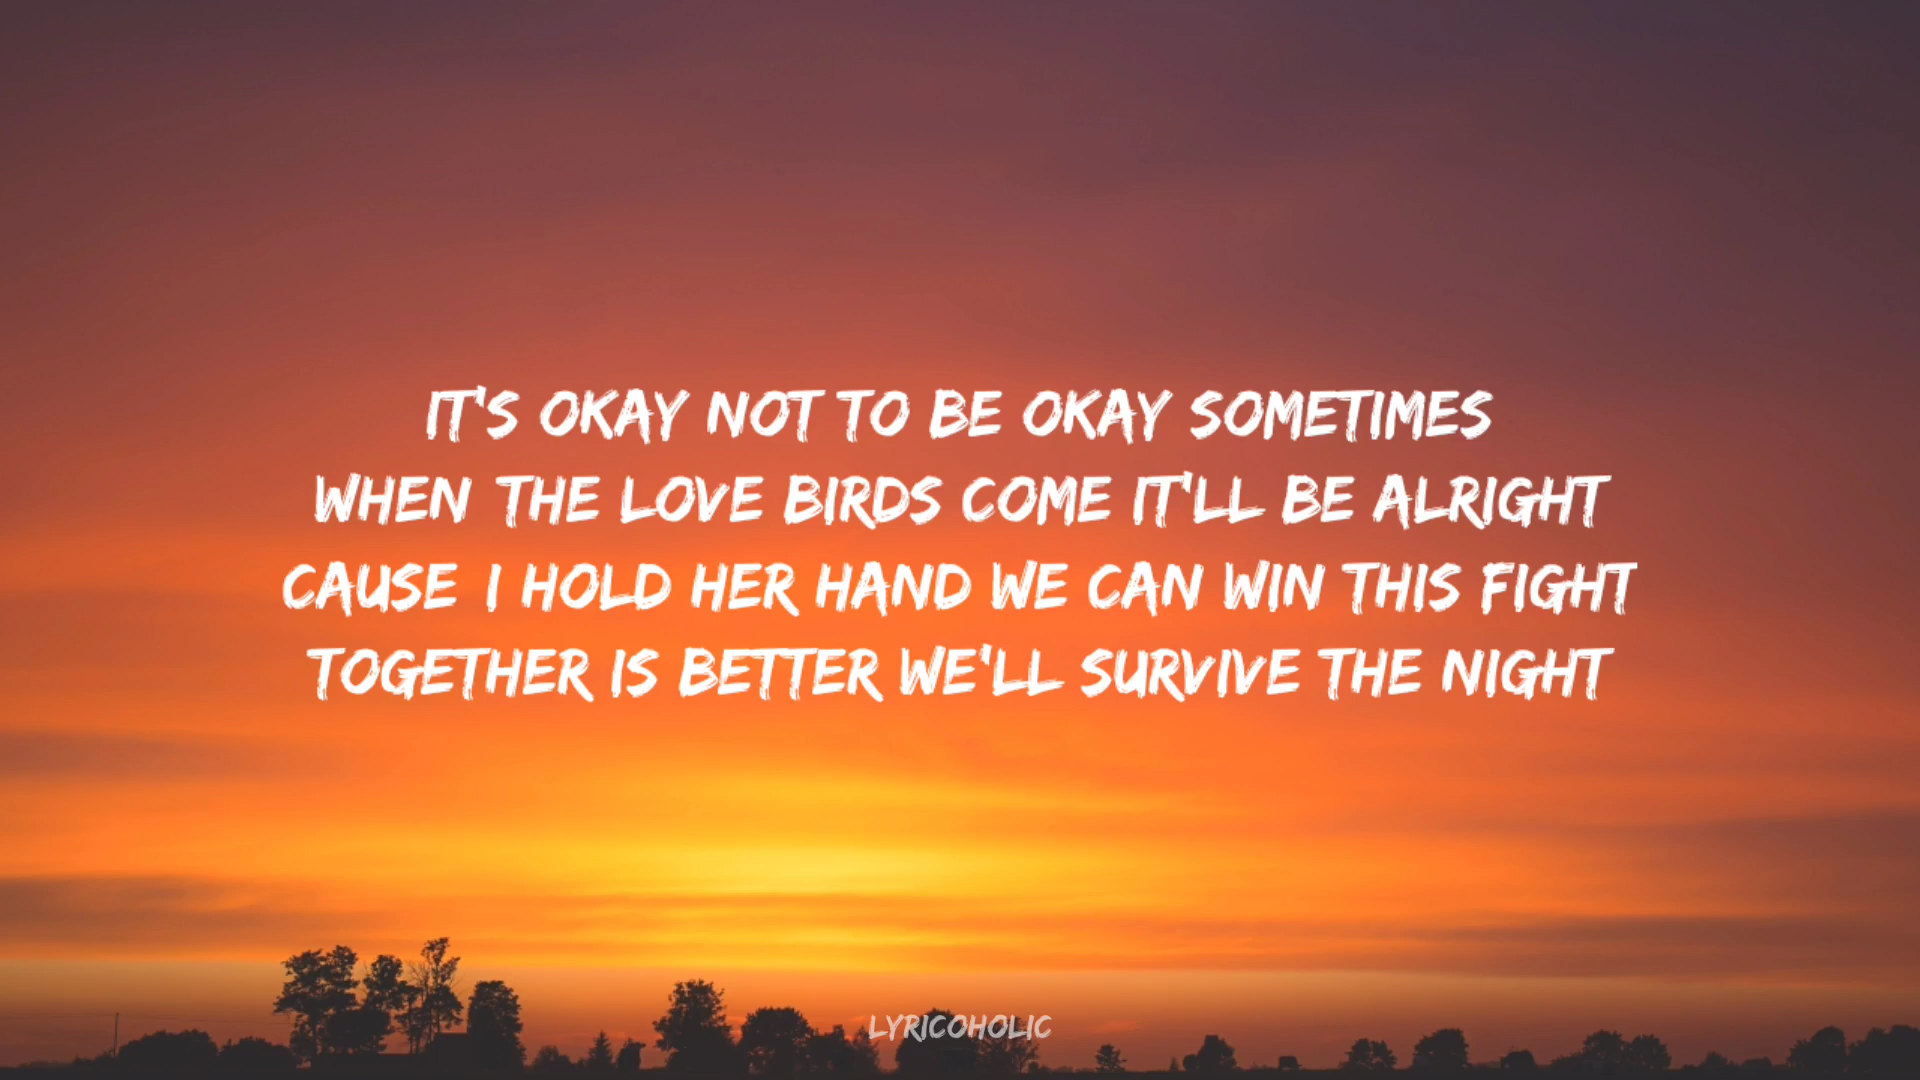 IT'S OKAY NOT TO BE OKAY SOMETIMES
WHEN THE LOVE BIRDS COME IT'LL BE ALRIGHT
CAUSE I HOLD HER HAND WE CAN WIN THIS FIGHT
TOGETHER IS BETTER WE'LL SURVIVE THE NIGHT
LYRICOHOLIC